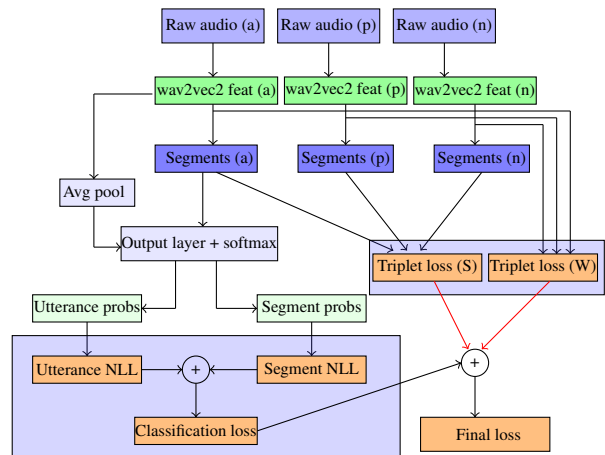 Raw audio (a)
Raw audio (p)
Raw audio (n)
wav2vec2 feat (a)
wav2vec2 feat (p)
wav2vec2 feat (n)
Segments (a)
Segments (p)
Segments (n)
Avg pool
Output layer + softmax
Triplet loss (S)
Triplet loss (W)
Utterance probs
Segment probs
Utterance NLL
+
Segment NLL
+
Classification loss
Final loss